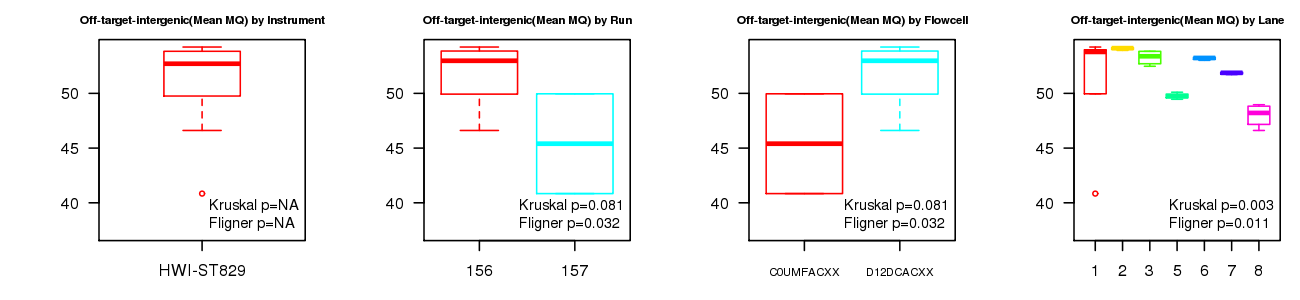 Off-target-intergenic(Mean MQ) by Instrument
50
45
40
Kruskal p=NA
Fligner p=NA
HWI-ST829
Off-target-intergenic(Mean MQ) by Run
50
45
40
Kruskal p=0.081
Fligner p=0.032
156 157
Off-target-intergenic(Mean MQ) by Flowcell
50
45
40
Kruskal p=0.081
Fligner p=0.032
C0UMFACXX D12DCACXX
Off-target-intergenic(Mean MQ) by Lane
50
45
40
Kruskal p=0.003
Fligner p=0.011
1 2 3 5 6 7 8